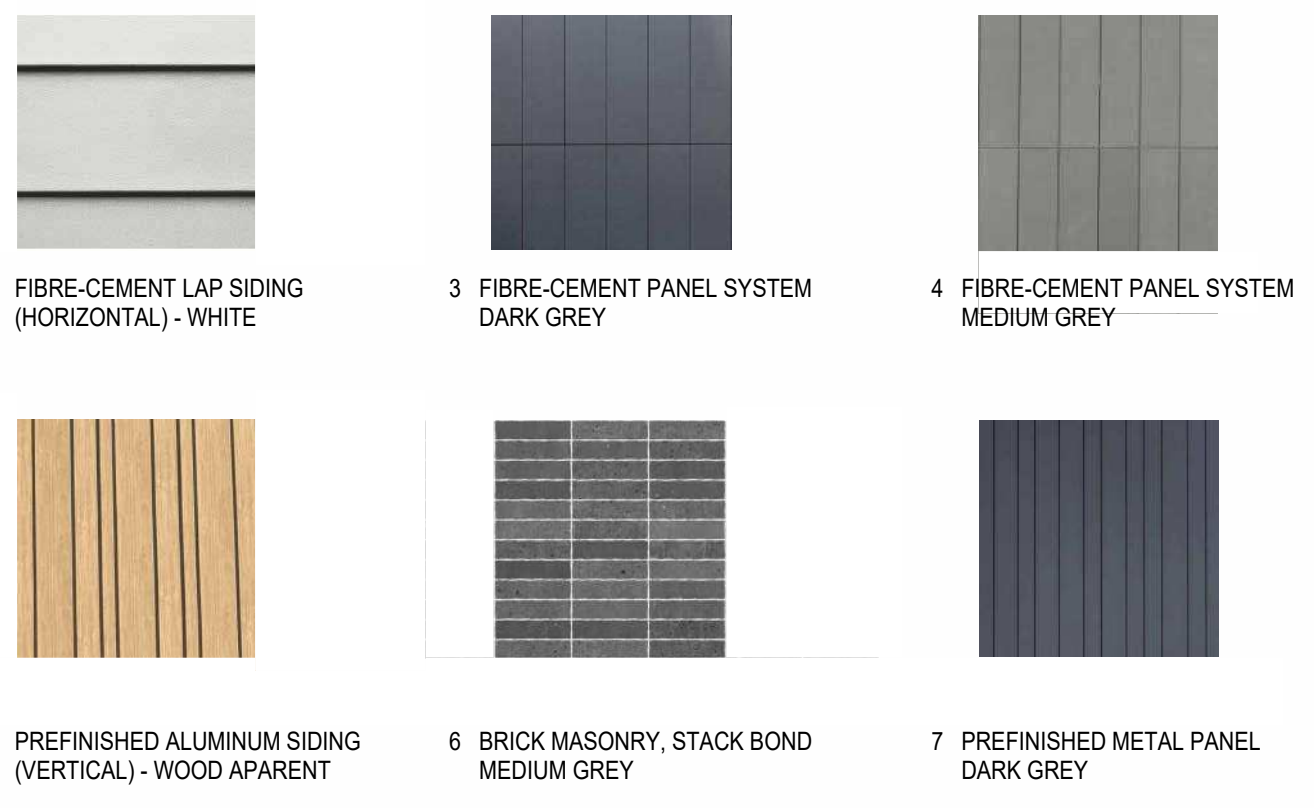 FIBRE-CEMENT LAP SIDING
(HORIZONTAL) - WHITE
3 FIBRE-CEMENT PANEL SYSTEM
DARK GREY
4 FIBRE-CEMENT PANEL SYSTEM
MEDIUM GREY
PREFINISHED ALUMINUM SIDING
(VERTICAL) - WOOD APARENT
6 BRICK MASONRY, STACK BOND
MEDIUM GREY
7 PREFINISHED METAL PANEL
DARK GREY